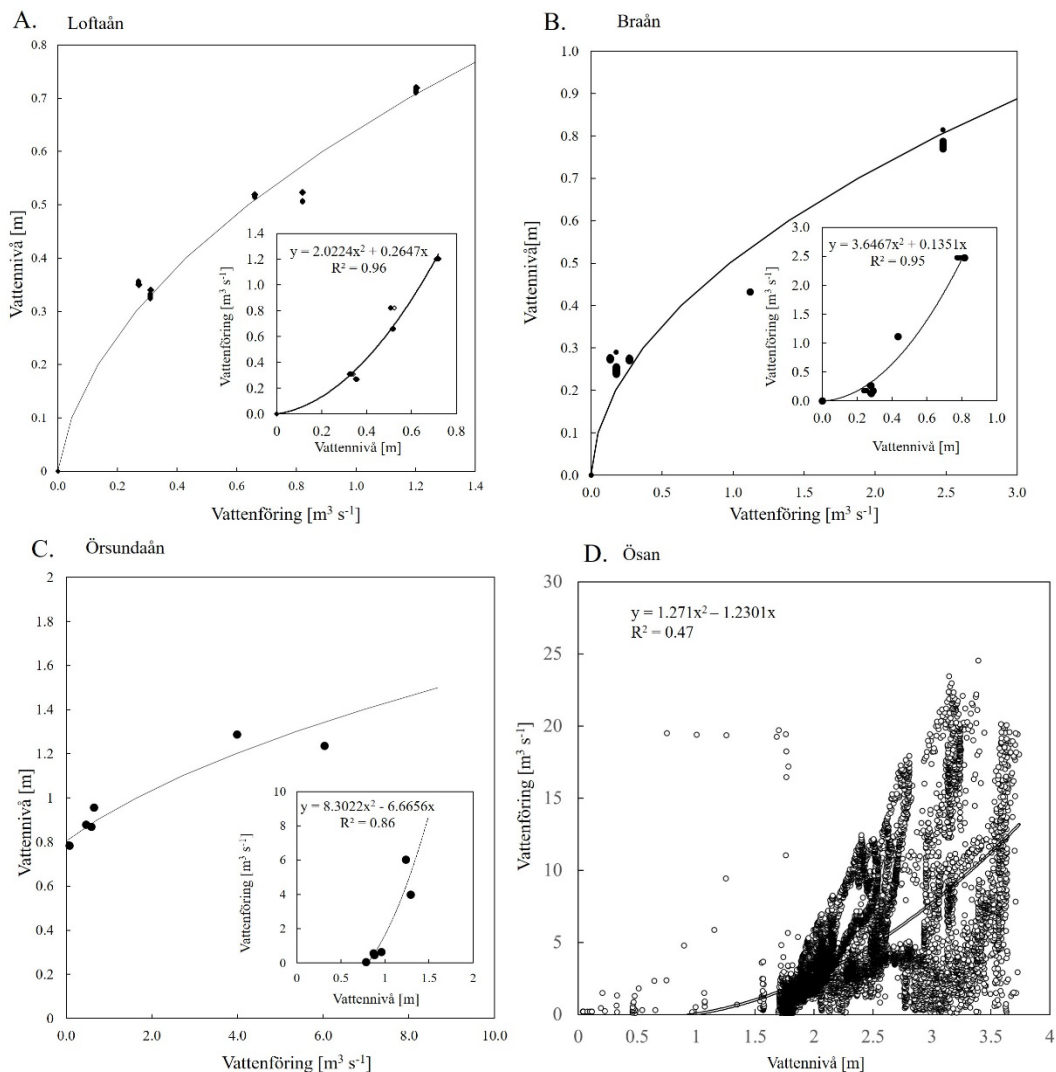 A. Loftaån
Vattennivå [m]
0.8
0.7
0.6
0.5
0.4
0.3
0.2
0.1
0
0.0 0.2 0.4 0.6 0.8 1.0 1.2 1.4
Vattenföring [m³ s⁻¹]
y = 2.0224x² + 0.2647x
R² = 0.96
Vattenföring [m³ s⁻¹]
1.4
1.2
1.0
0.8
0.6
0.4
0.2
0.0
0 0.2 0.4 0.6 0.8
Vattennivå [m]
B. Braån
Vattennivå[m]
1.0
0.9
0.8
0.7
0.6
0.5
0.4
0.3
0.2
0.1
0.0
0.0 0.5 1.0 1.5 2.0 2.5 3.0
Vattenföring [m³ s⁻¹]
y = 3.6467x² + 0.1351x
R² = 0.95
Vattenföring [m³ s⁻¹]
3.0
2.5
2.0
1.5
1.0
0.5
0.0
0.0 0.2 0.4 0.6 0.8 1.0
Vattennivå [m]
C. Örsundaån
Vattennivå [m]
2
1.8
1.6
1.4
1.2
1
0.8
0.6
0.4
0.2
0
0.0 2.0 4.0 6.0 8.0 10.0
Vattenföring [m³ s⁻¹]
y = 8.3022x² - 6.6656x
R² = 0.86
Vattenföring [m³ s⁻¹]
10
8
6
4
2
0
0 0.5 1 1.5 2
Vattennivå [m]
D. Ösan
y = 1.271x² – 1.2301x
R² = 0.47
Vattenföring [m³ s⁻¹]
30
25
20
15
10
5
0
0 0.5 1 1.5 2 2.5 3 3.5 4
Vattennivå [m]